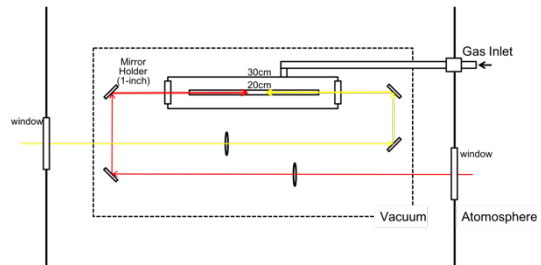 Gas Inlet
Mirror
Holder
(1-inch)
30cm
20cm
window
window
Vacuum
Atomosphere